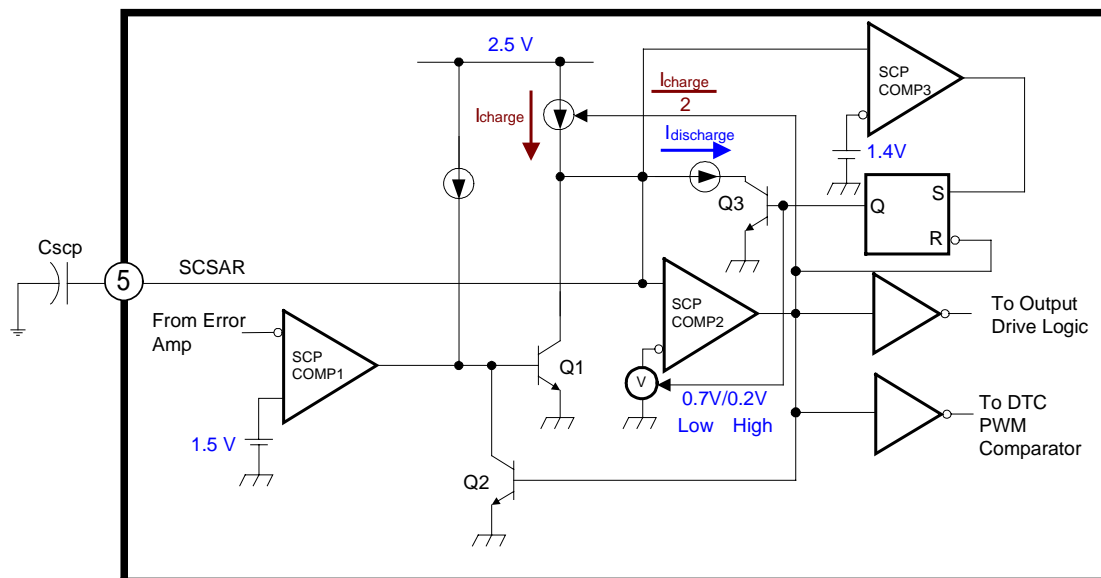 2.5 V
Icharge
Icharge
2
Idischarge
SCP
COMP3
1.4V
Q3
Q
S
R
Cscp
5
SCSAR
From Error
Amp
SCP
COMP1
1.5 V
Q1
SCP
COMP2
V
0.7V/0.2V
Low High
Q2
To Output
Drive Logic
To DTC
PWM
Comparator